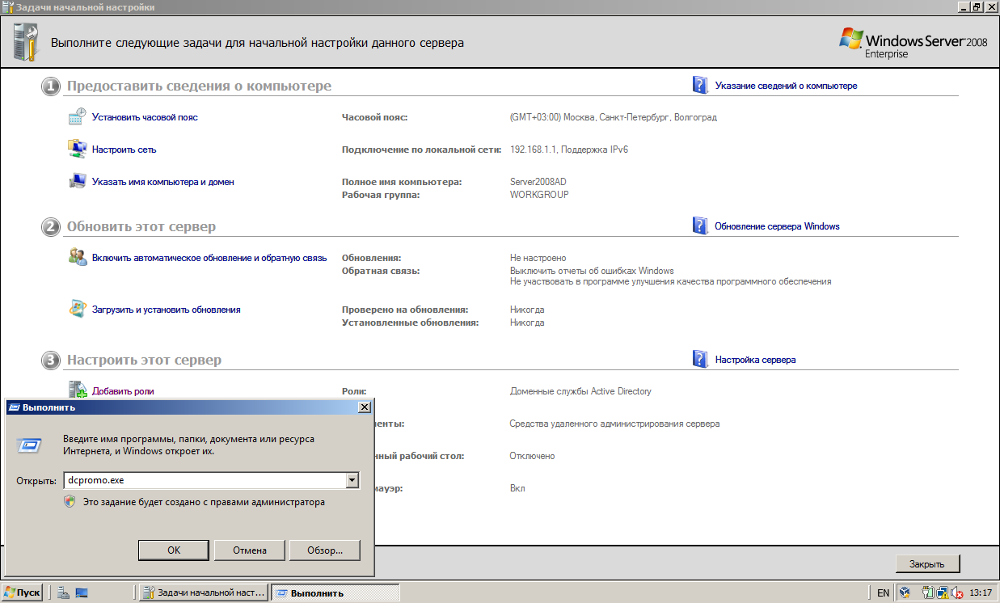 Задачи начальной настройки
Выполните следующие задачи для начальной настройки данного сервера
Windows Server 2008
Enterprise
1 Предоставить сведения о компьютере
Указание сведений о компьютере
Установить часовой пояс
Часовой пояс: (GMT+03:00) Москва, Санкт-Петербург, Волгоград
Настроить сеть
Подключение по локальной сети: 192.168.1.1, Поддержка IPv6
Указать имя компьютера и домен
Полное имя компьютера: Server2008AD
Рабочая группа: WORKGROUP
2 Обновить этот сервер
Обновление сервера Windows
Включить автоматическое обновление и обратную связь
Обновления: Не настроено
Обратная связь: Выключить отчеты об ошибках Windows
Не участвовать в программе улучшения качества программного обеспечения
Загрузить и установить обновления
Проверено на обновления: Никогда
Установленные обновления: Никогда
3 Настроить этот сервер
Настройка сервера
Добавить роли
Роли: Доменные службы Active Directory
енты: Средства удаленного администрирования сервера
ный рабочий стол: Отключено
мауэр: Вкл
Выполнить
Введите имя программы, папки, документа или ресурса
Интернета, и Windows откроет их.
Открыть: dcpromo.exe
Это задание будет создано с правами администратора
ОК
Отмена
Обзор...
Закрыть
Пуск
Задачи начальной наст...
Выполнить
EN
13:17